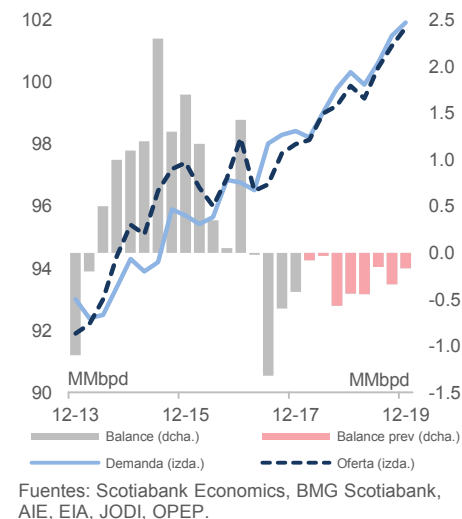 102 2.5
100 2.0
1.5
98 1.0
96 0.5
0.0
94 -0.5
92 -1.0
MMbpd MMbpd
90 -1.5
12-13 12-15 12-17 12-19
Balance (dcha.) Balance prev (dcha.)
Demanda (izda.) Oferta (izda.)
Fuentes: Scotiabank Economics, BMG Scotiabank,
AIE, EIA, JODI, OPEP.